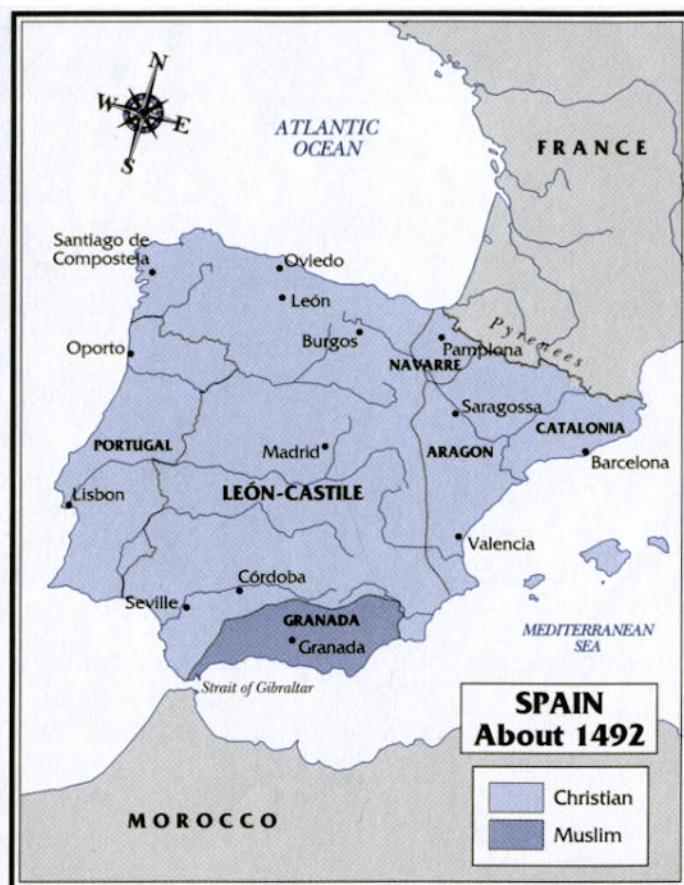 N
W
E
S
ATLANTIC
OCEAN
FRANCE
Santiago de
Compostela
Oviedo
León
Burgos
Pyrenees
Pamplona
Oporto
NAVARRE
Saragossa
CATALONIA
PORTUGAL
Madrid
ARAGON
Barcelona
LEÓN-CASTILE
Lisbon
Valencia
Córdoba
Seville
GRANADA
Granada
MEDITERRANEAN
SEA
Strait of Gibraltar
SPAIN
About 1492
Christian
Muslim
MOROCCO